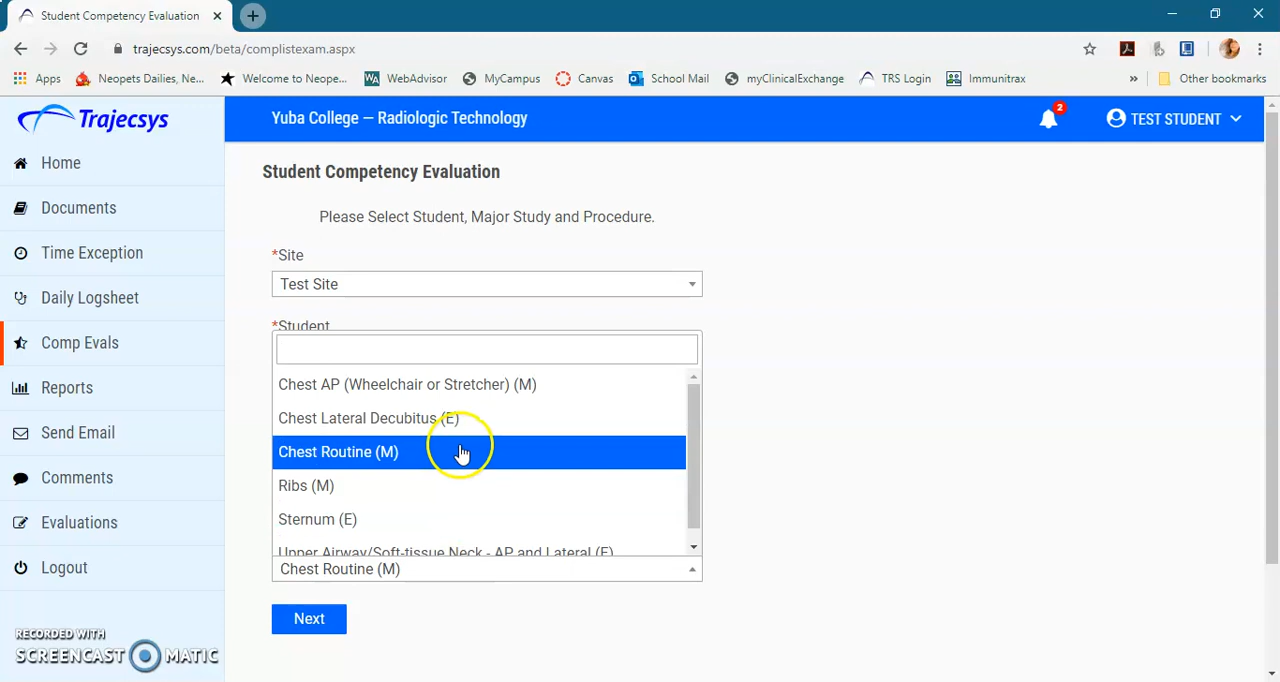 Student Competency Evaluation
trajecsys.com/beta/complistexam.aspx
Apps Neopets Dailies, Ne... Welcome to Neope... WebAdvisor MyCampus Canvas School Mail myClinicalExchange TRS Login Immunitrax » Other bookmarks
Trajecsys
Yuba College — Radiologic Technology
2
TEST STUDENT
Home
Documents
Time Exception
Daily Logsheet
Comp Evals
Reports
Send Email
Comments
Evaluations
Logout
RECORDED WITH
SCREENCAST MATIC
Student Competency Evaluation
Please Select Student, Major Study and Procedure.
*Site
Test Site
*Student
Chest AP (Wheelchair or Stretcher) (M)
Chest Lateral Decubitus (E)
Chest Routine (M)
Ribs (M)
Sternum (E)
Upper Airway/Soft-tissue Neck - AP and Lateral (E)
Chest Routine (M)
Next